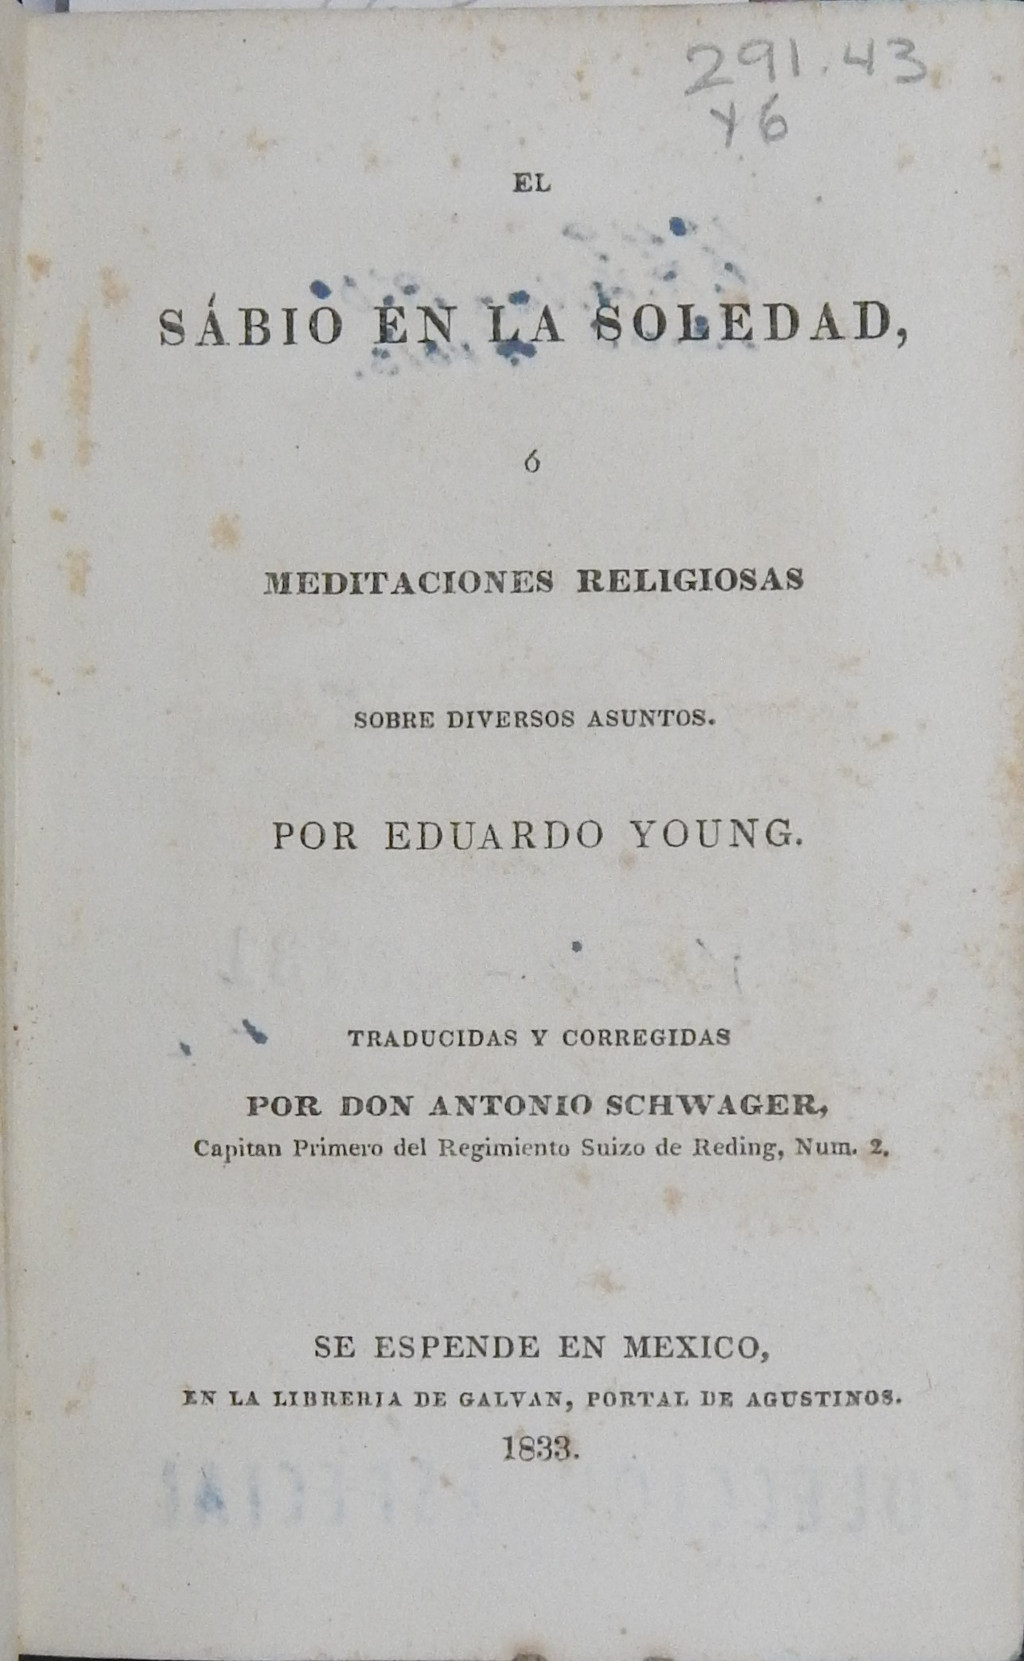 291.43
Y6
EL
SÁBIO EN LA SOLEDAD,
Ó
MEDITACIONES RELIGIOSAS
SOBRE DIVERSOS ASUNTOS.
POR EDUARDO YOUNG.
TRADUCIDAS Y CORREGIDAS
POR DON ANTONIO SCHWAGER,
Capitan Primero del Regimiento Suizo de Reding, Num. 2.
SE ESPENDE EN MEXICO,
EN LA LIBRERIA DE GALVAN, PORTAL DE AGUSTINOS.
1833.